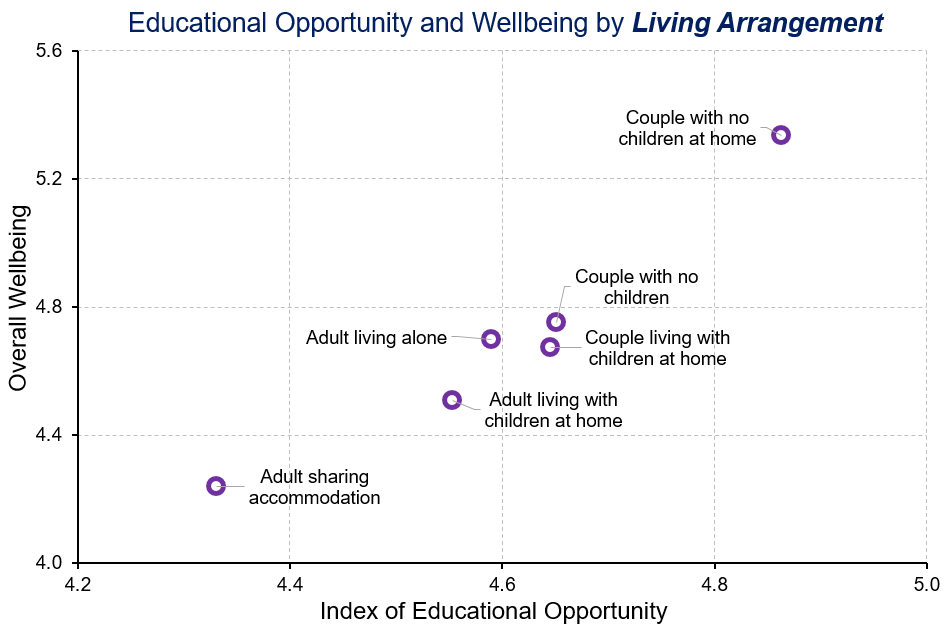 Educational Opportunity and Wellbeing by Living Arrangement
5.6
5.2
4.8
4.4
4.0
Overall Wellbeing
Couple with no
children at home
Couple with no
children
Adult living alone
Couple living with
children at home
Adult living with
children at home
Adult sharing
accommodation
4.2
4.4
4.6
4.8
5.0
Index of Educational Opportunity